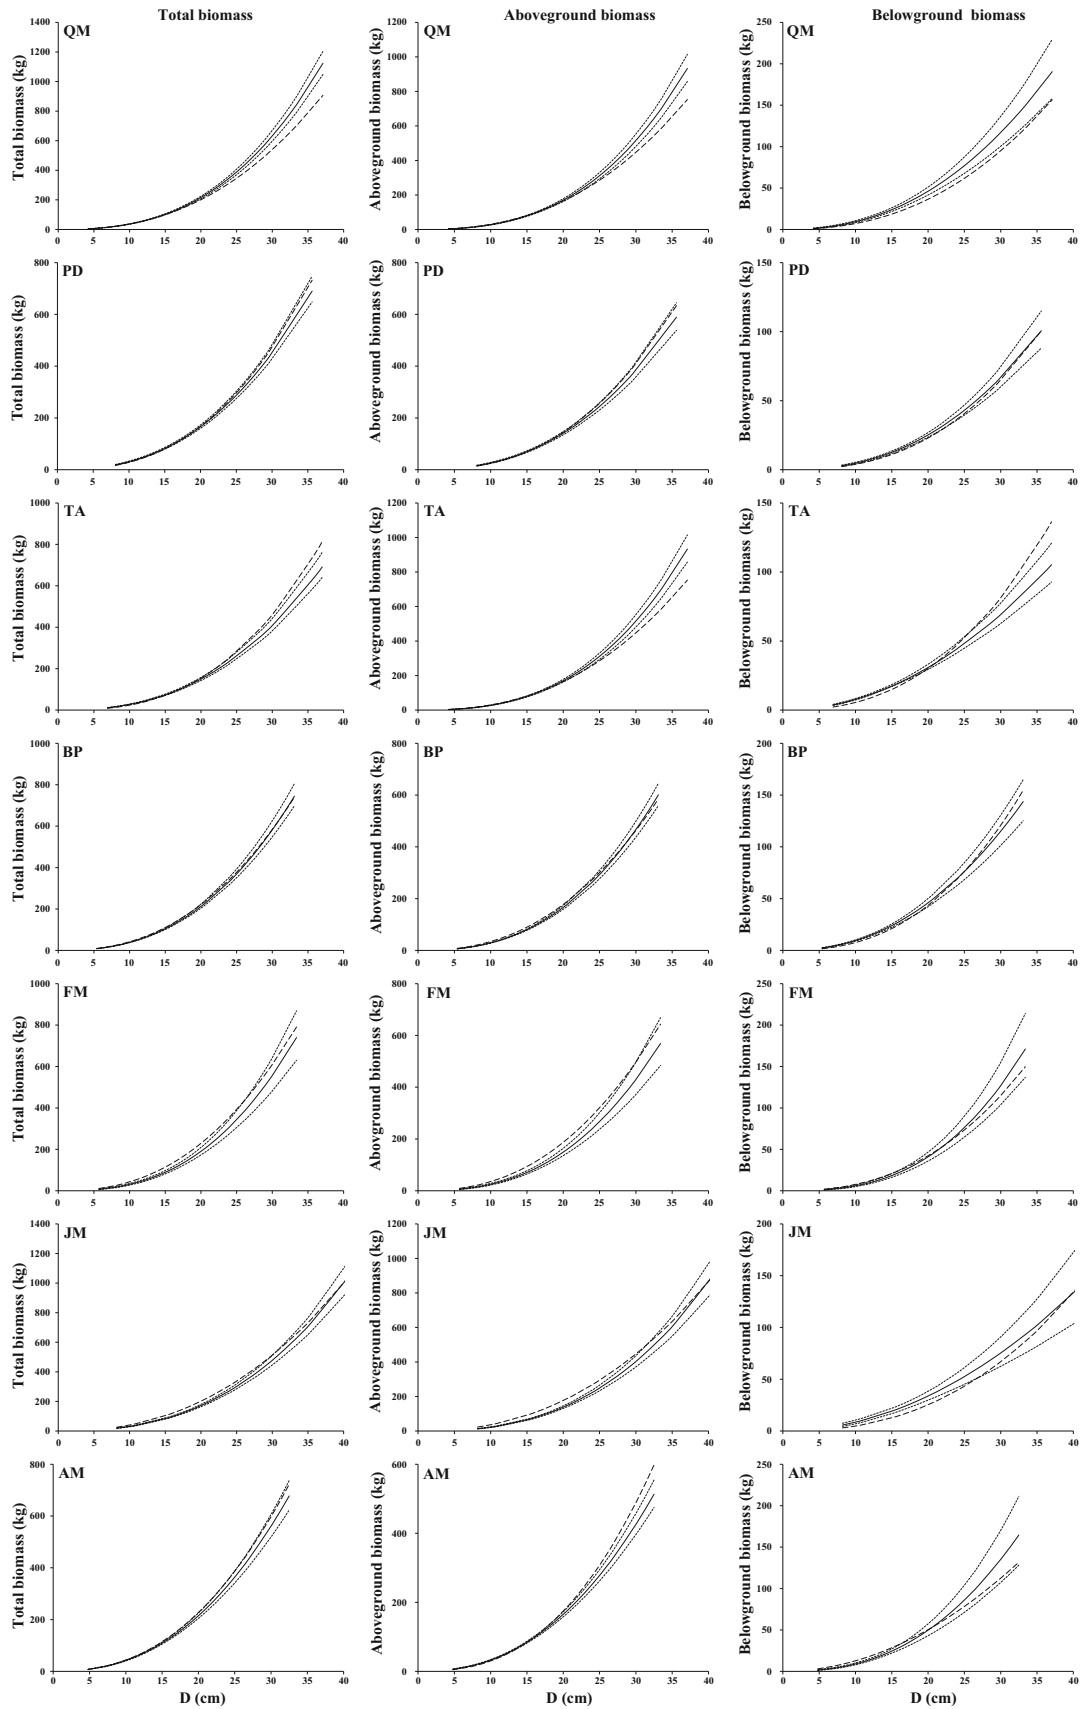 Total biomass
Aboveground biomass
Belowground biomass
QM
Total biomass (kg)
1400
1200
1000
800
600
400
200
0
0 5 10 15 20 25 30 35 40
QM
Aboveground biomass (kg)
1200
1000
800
600
400
200
0
0 5 10 15 20 25 30 35 40
QM
Belowground biomass (kg)
250
200
150
100
50
0
0 5 10 15 20 25 30 35 40
PD
Total biomass (kg)
800
600
400
200
0
0 5 10 15 20 25 30 35 40
PD
Aboveground biomass (kg)
800
600
400
200
0
0 5 10 15 20 25 30 35 40
PD
Belowground biomass (kg)
150
100
50
0
0 5 10 15 20 25 30 35 40
TA
Total biomass (kg)
1000
800
600
400
200
0
0 5 10 15 20 25 30 35 40
TA
Aboveground biomass (kg)
1200
1000
800
600
400
200
0
0 5 10 15 20 25 30 35 40
TA
Belowground biomass (kg)
150
100
50
0
0 5 10 15 20 25 30 35 40
BP
Total biomass (kg)
1000
800
600
400
200
0
0 5 10 15 20 25 30 35 40
BP
Aboveground biomass (kg)
800
600
400
200
0
0 5 10 15 20 25 30 35 40
BP
Belowground biomass (kg)
200
150
100
50
0
0 5 10 15 20 25 30 35 40
FM
Total biomass (kg)
1000
800
600
400
200
0
0 5 10 15 20 25 30 35 40
FM
Abovground biomass (kg)
800
600
400
200
0
0 5 10 15 20 25 30 35 40
FM
Belowground biomass (kg)
250
200
150
100
50
0
0 5 10 15 20 25 30 35 40
JM
Total biomass (kg)
1400
1200
1000
800
600
400
200
0
0 5 10 15 20 25 30 35 40
JM
Aboveground biomass (kg)
1200
1000
800
600
400
200
0
0 5 10 15 20 25 30 35 40
JM
Belowground biomass (kg)
200
150
100
50
0
0 5 10 15 20 25 30 35 40
AM
Total biomass (kg)
800
600
400
200
0
0 5 10 15 20 25 30 35 40
D (cm)
AM
Aboveground biomass (kg)
600
400
200
0
0 5 10 15 20 25 30 35 40
D (cm)
AM
Belowground biomass (kg)
250
200
150
100
50
0
0 5 10 15 20 25 30 35 40
D (cm)